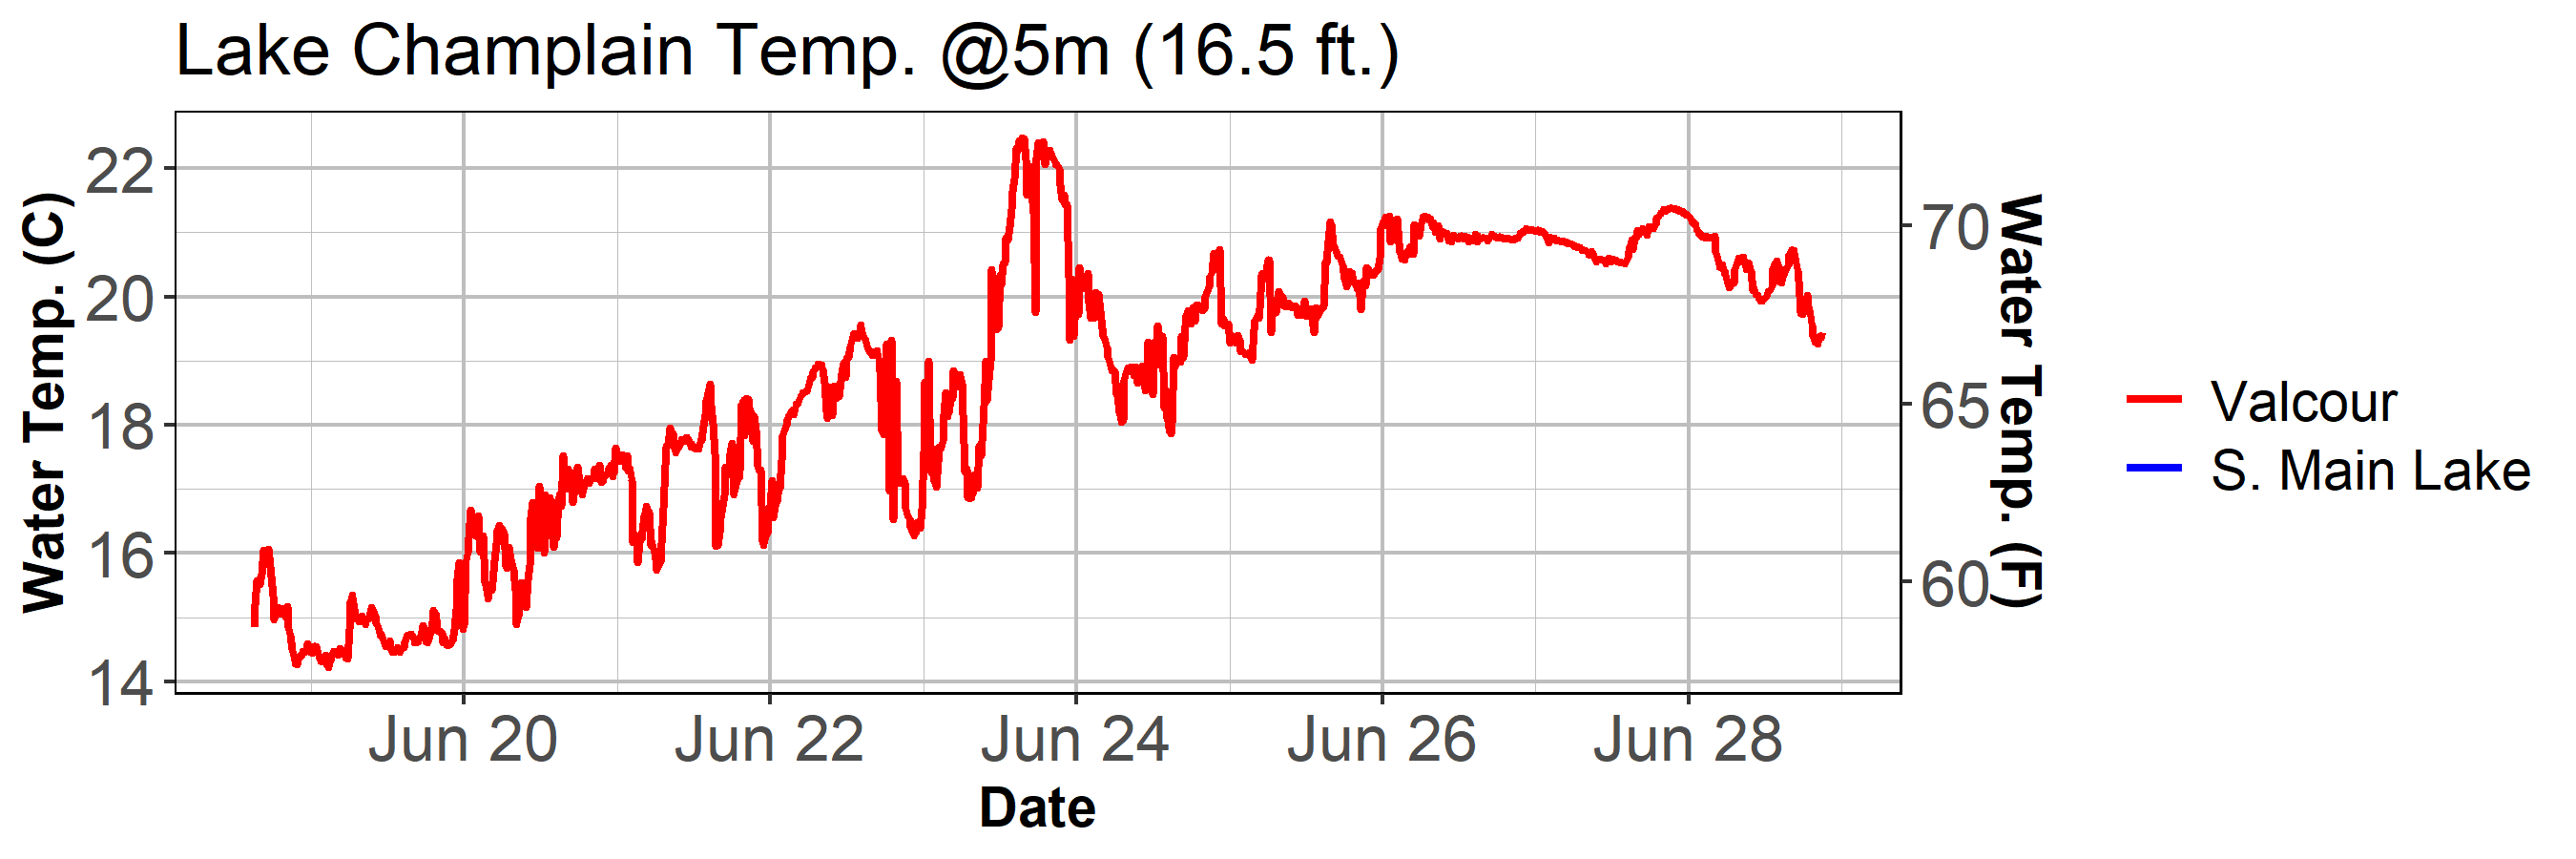 Lake Champlain Temp. @5m (16.5 ft.)
Water Temp. (C)
22
20
18
16
14
70
65
60
Water Temp. (F)
Jun 20
Jun 22
Jun 24
Jun 26
Jun 28
Date
Valcour
S. Main Lake